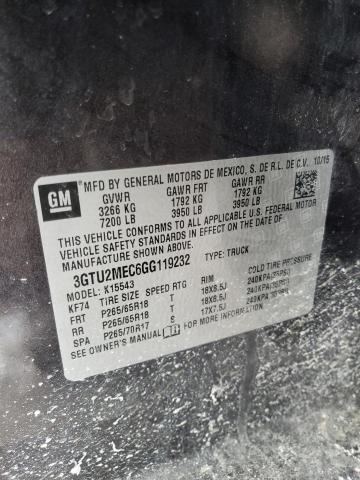 GM
MFD BY GENERAL MOTORS DE MEXICO, S. DE R.L. DE C.V. 10/15
GVWR GAWR FRT GAWR RR
3266 KG 1792 KG 1792 KG
7200 LB 3950 LB 3950 LB
THIS VEHICLE CONFORMS TO ALL APPLICABLE U.S. FEDERAL MOTOR
VEHICLE SAFETY STANDARDS IN EFFECT ON THE DATE OF
MANUFACTURE SHOWN ABOVE.
3GTU2MEC6GG119232 TYPE: TRUCK
MODEL: K15543
KF74 TIRE SIZE SPEED RTG RIM COLD TIRE PRESSURE
FRT P265/65R18 T 18X8.5J 240KPA(35PSI)
RR P265/65R18 T 18X8.5J 240KPA(35PSI)
SPA P265/70R17 S 17X7.5J 240KPA(35PSI)
SEE OWNER'S MANUAL FOR MORE INFORMATION.